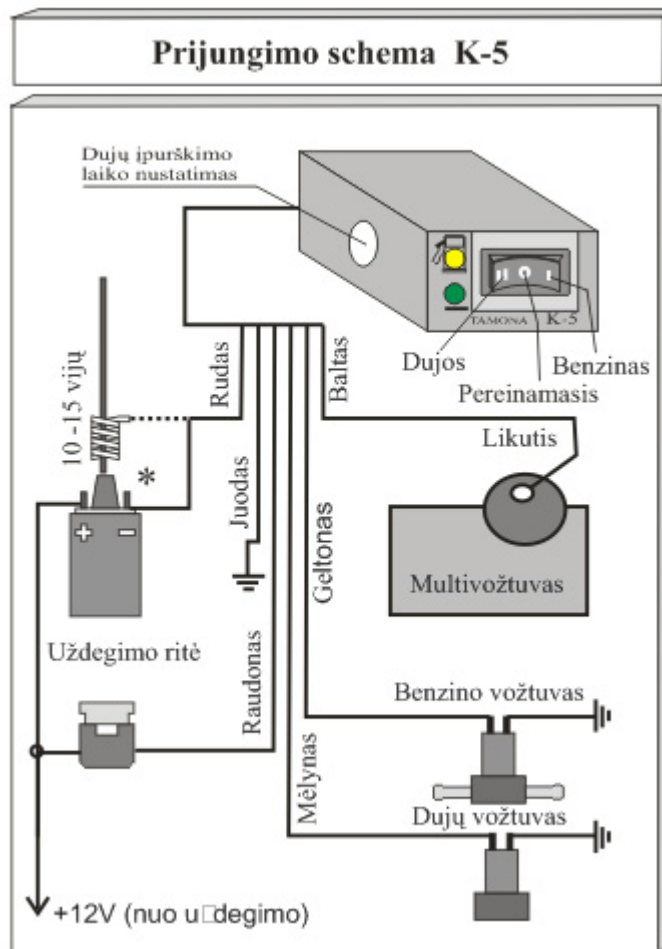 Prijungimo schema K-5
Dujų įpurškimo
laiko nustatimas
TAMONA K-5
Dujos
Benzinas
Pereinamasis
10 -15 vijų
*
Rudas
Baltas
Likutis
Juodas
Geltonas
+ −
Multivožtuvas
Uždegimo ritė
Raudonas
Benzino vožtuvas
Mėlynas
Dujų vožtuvas
+12V (nuo u□degimo)